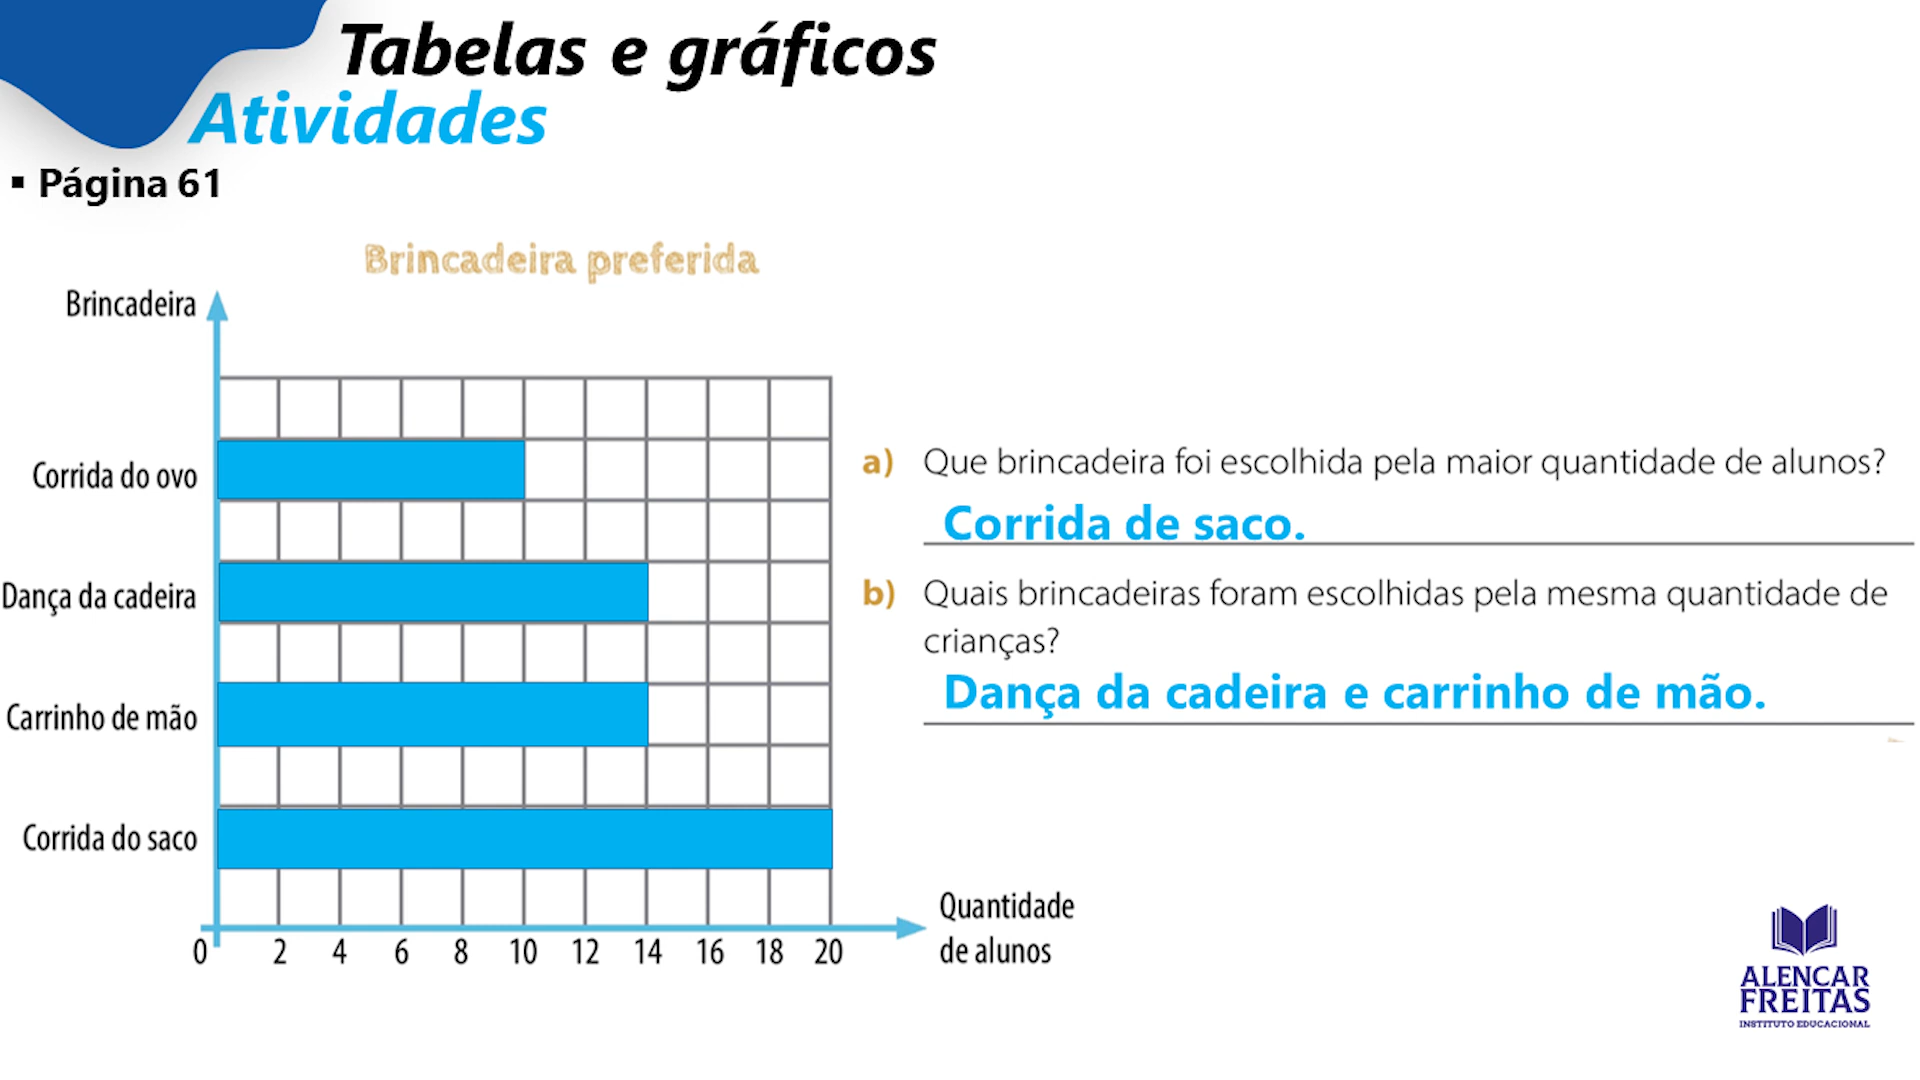 Tabelas e gráficos
Atividades
▪ Página 61
Brincadeira preferida
Brincadeira
Corrida do ovo
Dança da cadeira
Carrinho de mão
Corrida do saco
0 2 4 6 8 10 12 14 16 18 20
Quantidade
de alunos
a) Que brincadeira foi escolhida pela maior quantidade de alunos?
Corrida de saco.
b) Quais brincadeiras foram escolhidas pela mesma quantidade de
crianças?
Dança da cadeira e carrinho de mão.
ALENCAR
FREITAS
INSTITUTO EDUCACIONAL